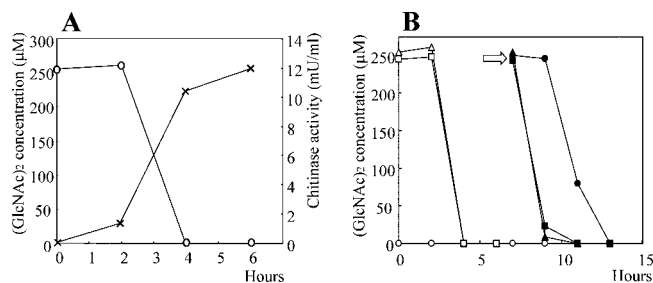 A
(GlcNAc)2 concentration (µM)
300
250
200
150
100
50
0
14
12
10
8
6
4
2
0
Chitinase activity (mU/ml)
0 1 2 3 4 5 6
Hours
B
(GlcNAc)2 concentration (µM)
250
200
150
100
50
0
0 5 10 15
Hours